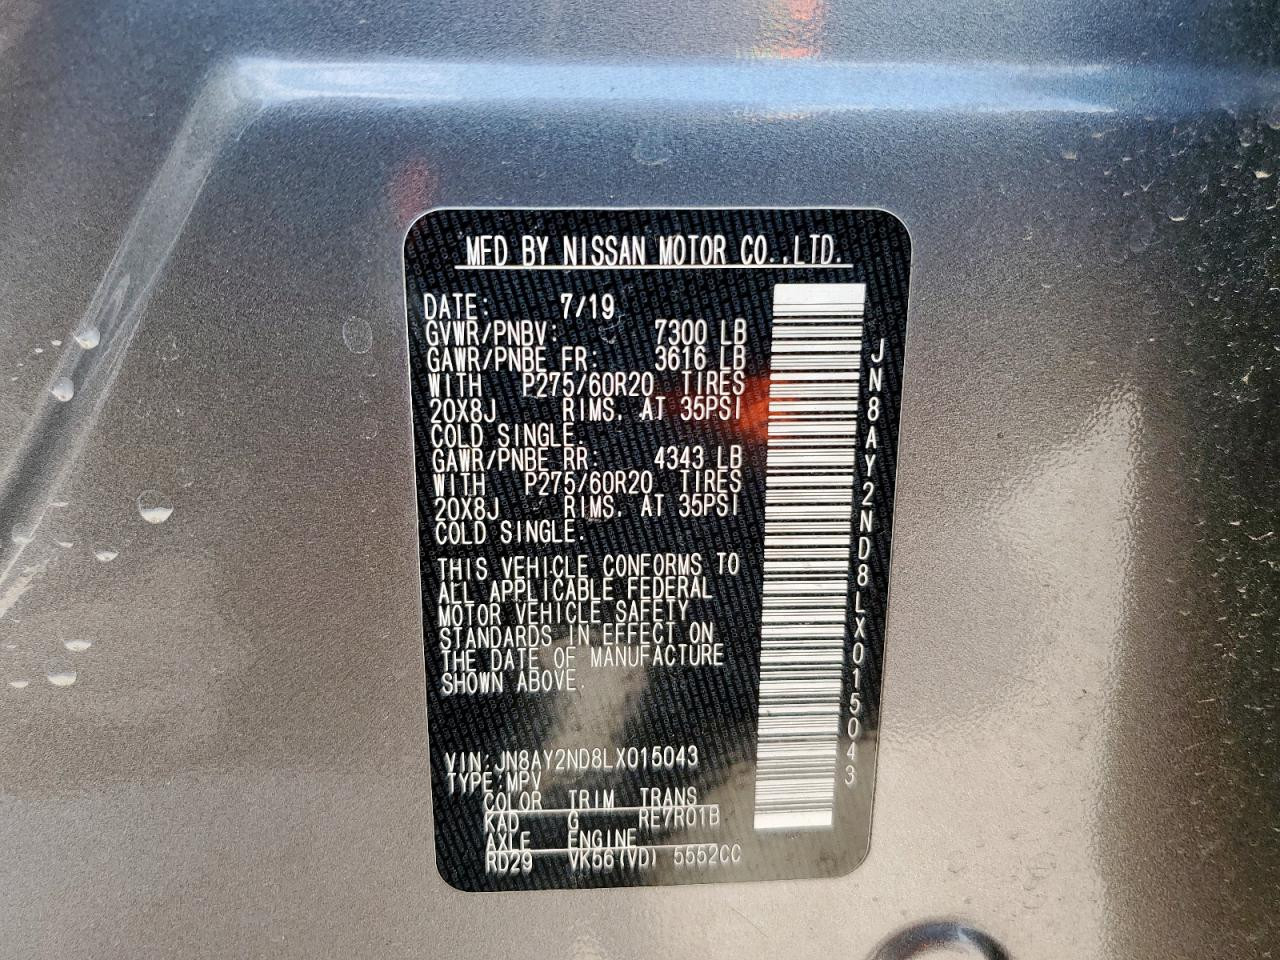 MFD BY NISSAN MOTOR CO.,LTD.
DATE: 7/19
GVWR/PNBV: 7300 LB
GAWR/PNBE FR: 3616 LB
WITH P275/60R20 TIRES
20X8J RIMS, AT 35PSI
COLD SINGLE.
GAWR/PNBE RR: 4343 LB
WITH P275/60R20 TIRES
20X8J RIMS, AT 35PSI
COLD SINGLE.
THIS VEHICLE CONFORMS TO
ALL APPLICABLE FEDERAL
MOTOR VEHICLE SAFETY
STANDARDS IN EFFECT ON
THE DATE OF MANUFACTURE
SHOWN ABOVE.
VIN:JN8AY2ND8LX015043
TYPE:MPV
COLOR TRIM TRANS
KAD G RE7R01B
AXLE ENGINE
RD29 VK56(VD) 5552CC
JN8AY2ND8LX015043